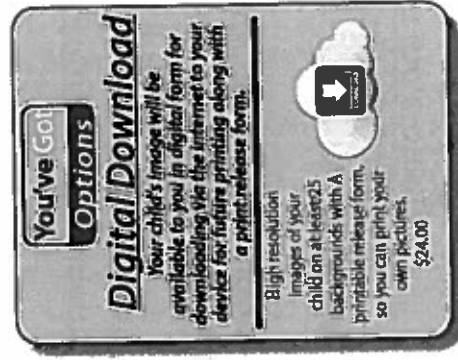 You've Got
Options
Digital Download
Your child's image will be
available to you in digital form for
downloading via the internet to your
device for future printing along with
a print release form.
High resolution
images of your
child on at least25
backgrounds with A
printable release form,
so you can print your
own pictures.
$24.00